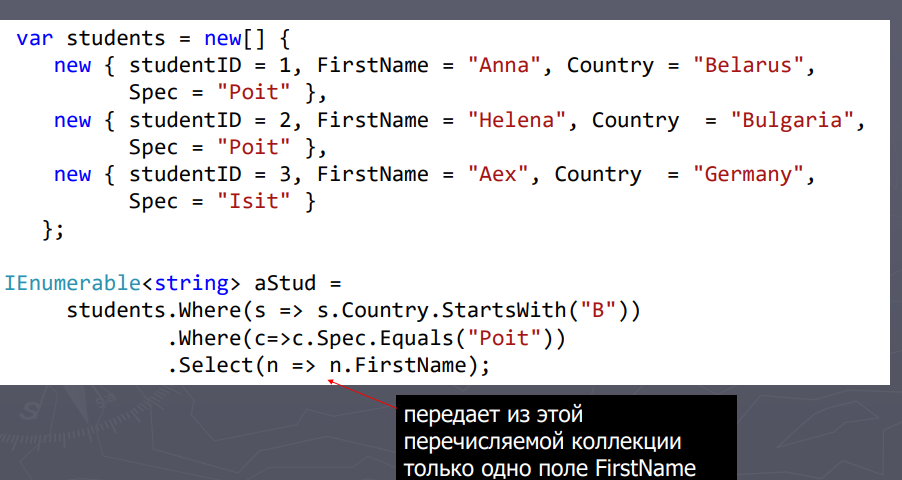 var students = new[] {
new { studentID = 1, FirstName = "Anna", Country = "Belarus",
Spec = "Poit" },
new { studentID = 2, FirstName = "Helena", Country  = "Bulgaria",
Spec = "Poit" },
new { studentID = 3, FirstName = "Aex", Country  = "Germany",
Spec = "Isit" }
};
IEnumerable<string> aStud =
students.Where(s => s.Country.StartsWith("B"))
.Where(c=>c.Spec.Equals("Poit"))
.Select(n => n.FirstName);
передает из этой
перечисляемой коллекции
только одно поле FirstName